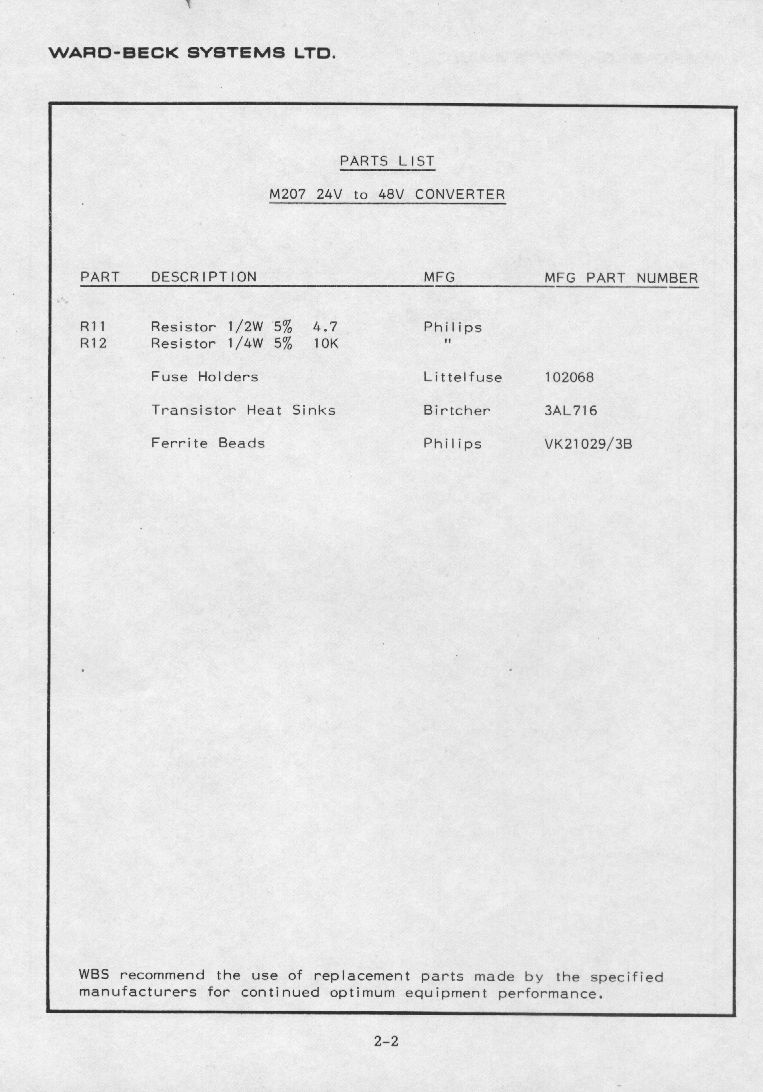 WARD-BECK SYSTEMS LTD.
PARTS LIST
M207 24V to 48V CONVERTER
PART DESCRIPTION MFG MFG PART NUMBER
R11 Resistor 1/2W 5% 4.7 Philips
R12 Resistor 1/4W 5% 10K "
Fuse Holders Littelfuse 102068
Transistor Heat Sinks Birtcher 3AL716
Ferrite Beads Philips VK21029/3B
WBS recommend the use of replacement parts made by the specified
manufacturers for continued optimum equipment performance.
2-2